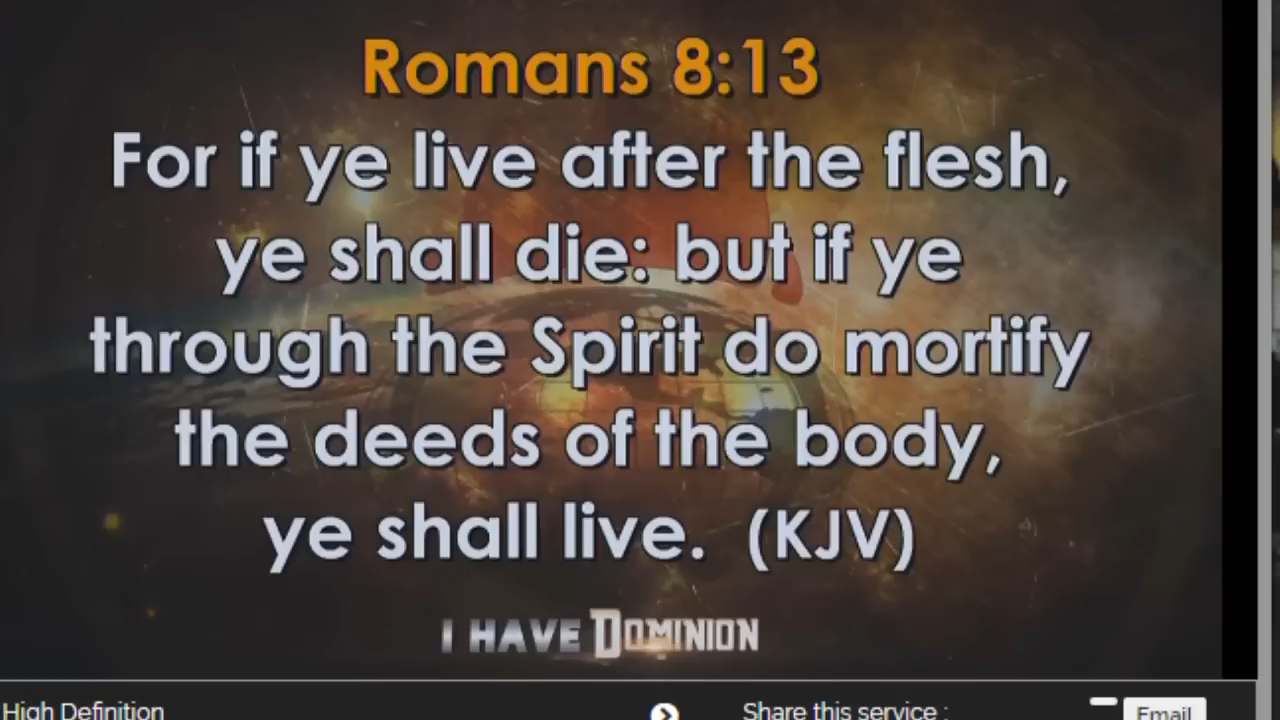 Romans 8:13
For if ye live after the flesh,
ye shall die: but if ye
through the Spirit do mortify
the deeds of the body,
ye shall live. (KJV)
I HAVE DOMINION
High Definition
Share this service :
Email